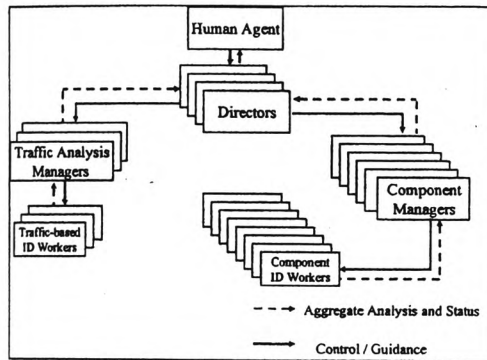 Human Agent
Directors
Traffic Analysis
Managers
Component
Managers
Traffic-based
ID Workers
Component
ID Workers
Aggregate Analysis and Status
Control / Guidance